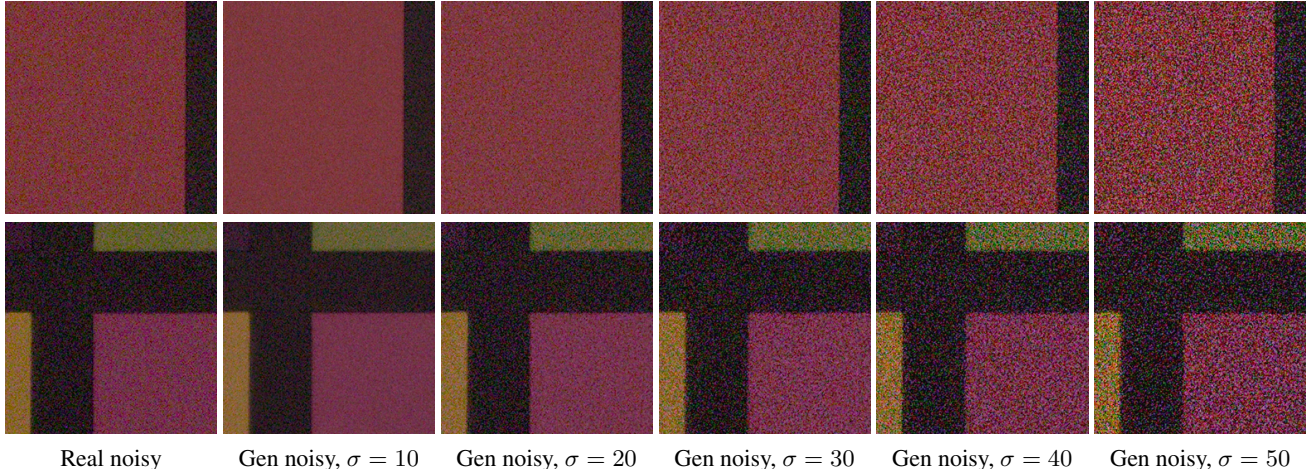 Real noisy Gen noisy, σ = 10 Gen noisy, σ = 20 Gen noisy, σ = 30 Gen noisy, σ = 40 Gen noisy, σ = 50